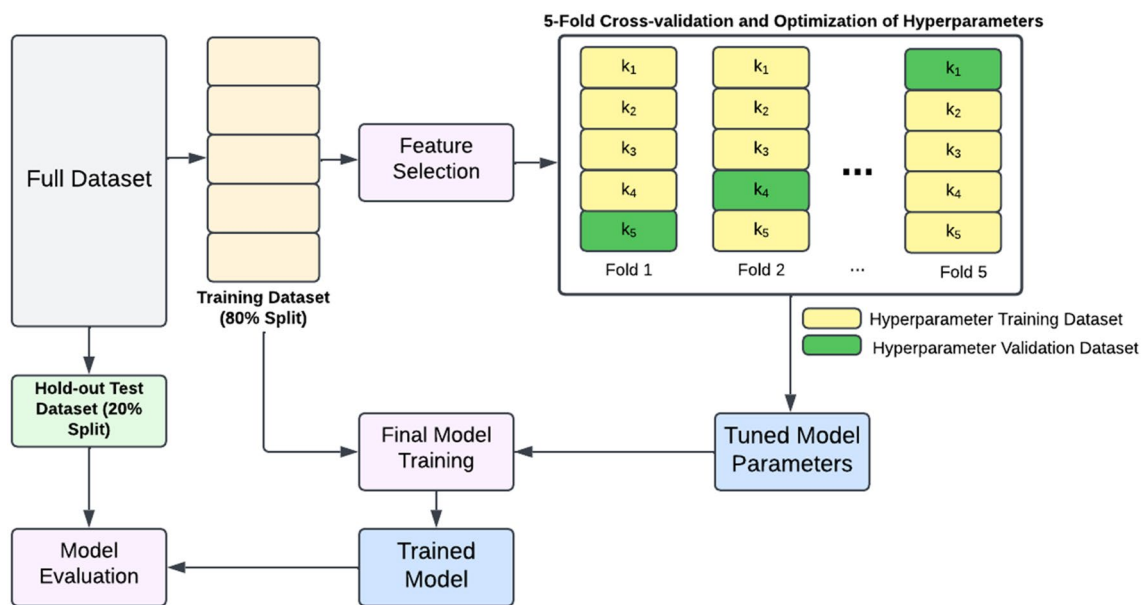 5-Fold Cross-validation and Optimization of Hyperparameters
Full Dataset
Training Dataset
(80% Split)
Feature
Selection
k₁
k₂
k₃
k₄
k₅
Fold 1
k₁
k₂
k₃
k₄
k₅
Fold 2
...
...
k₁
k₂
k₃
k₄
k₅
Fold 5
Hyperparameter Training Dataset
Hyperparameter Validation Dataset
Hold-out Test
Dataset (20%
Split)
Final Model
Training
Tuned Model
Parameters
Model
Evaluation
Trained
Model